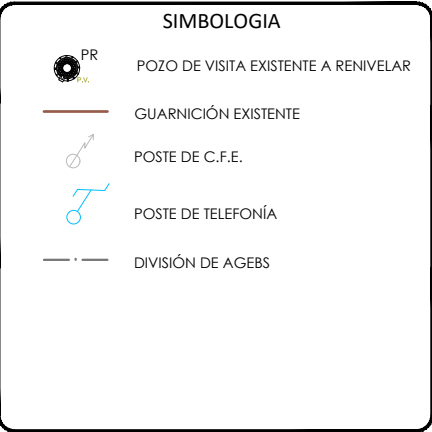 SIMBOLOGIA
PR
P.V.
POZO DE VISITA EXISTENTE A RENIVELAR
GUARNICIÓN EXISTENTE
POSTE DE C.F.E.
POSTE DE TELEFONÍA
DIVISIÓN DE AGEBS